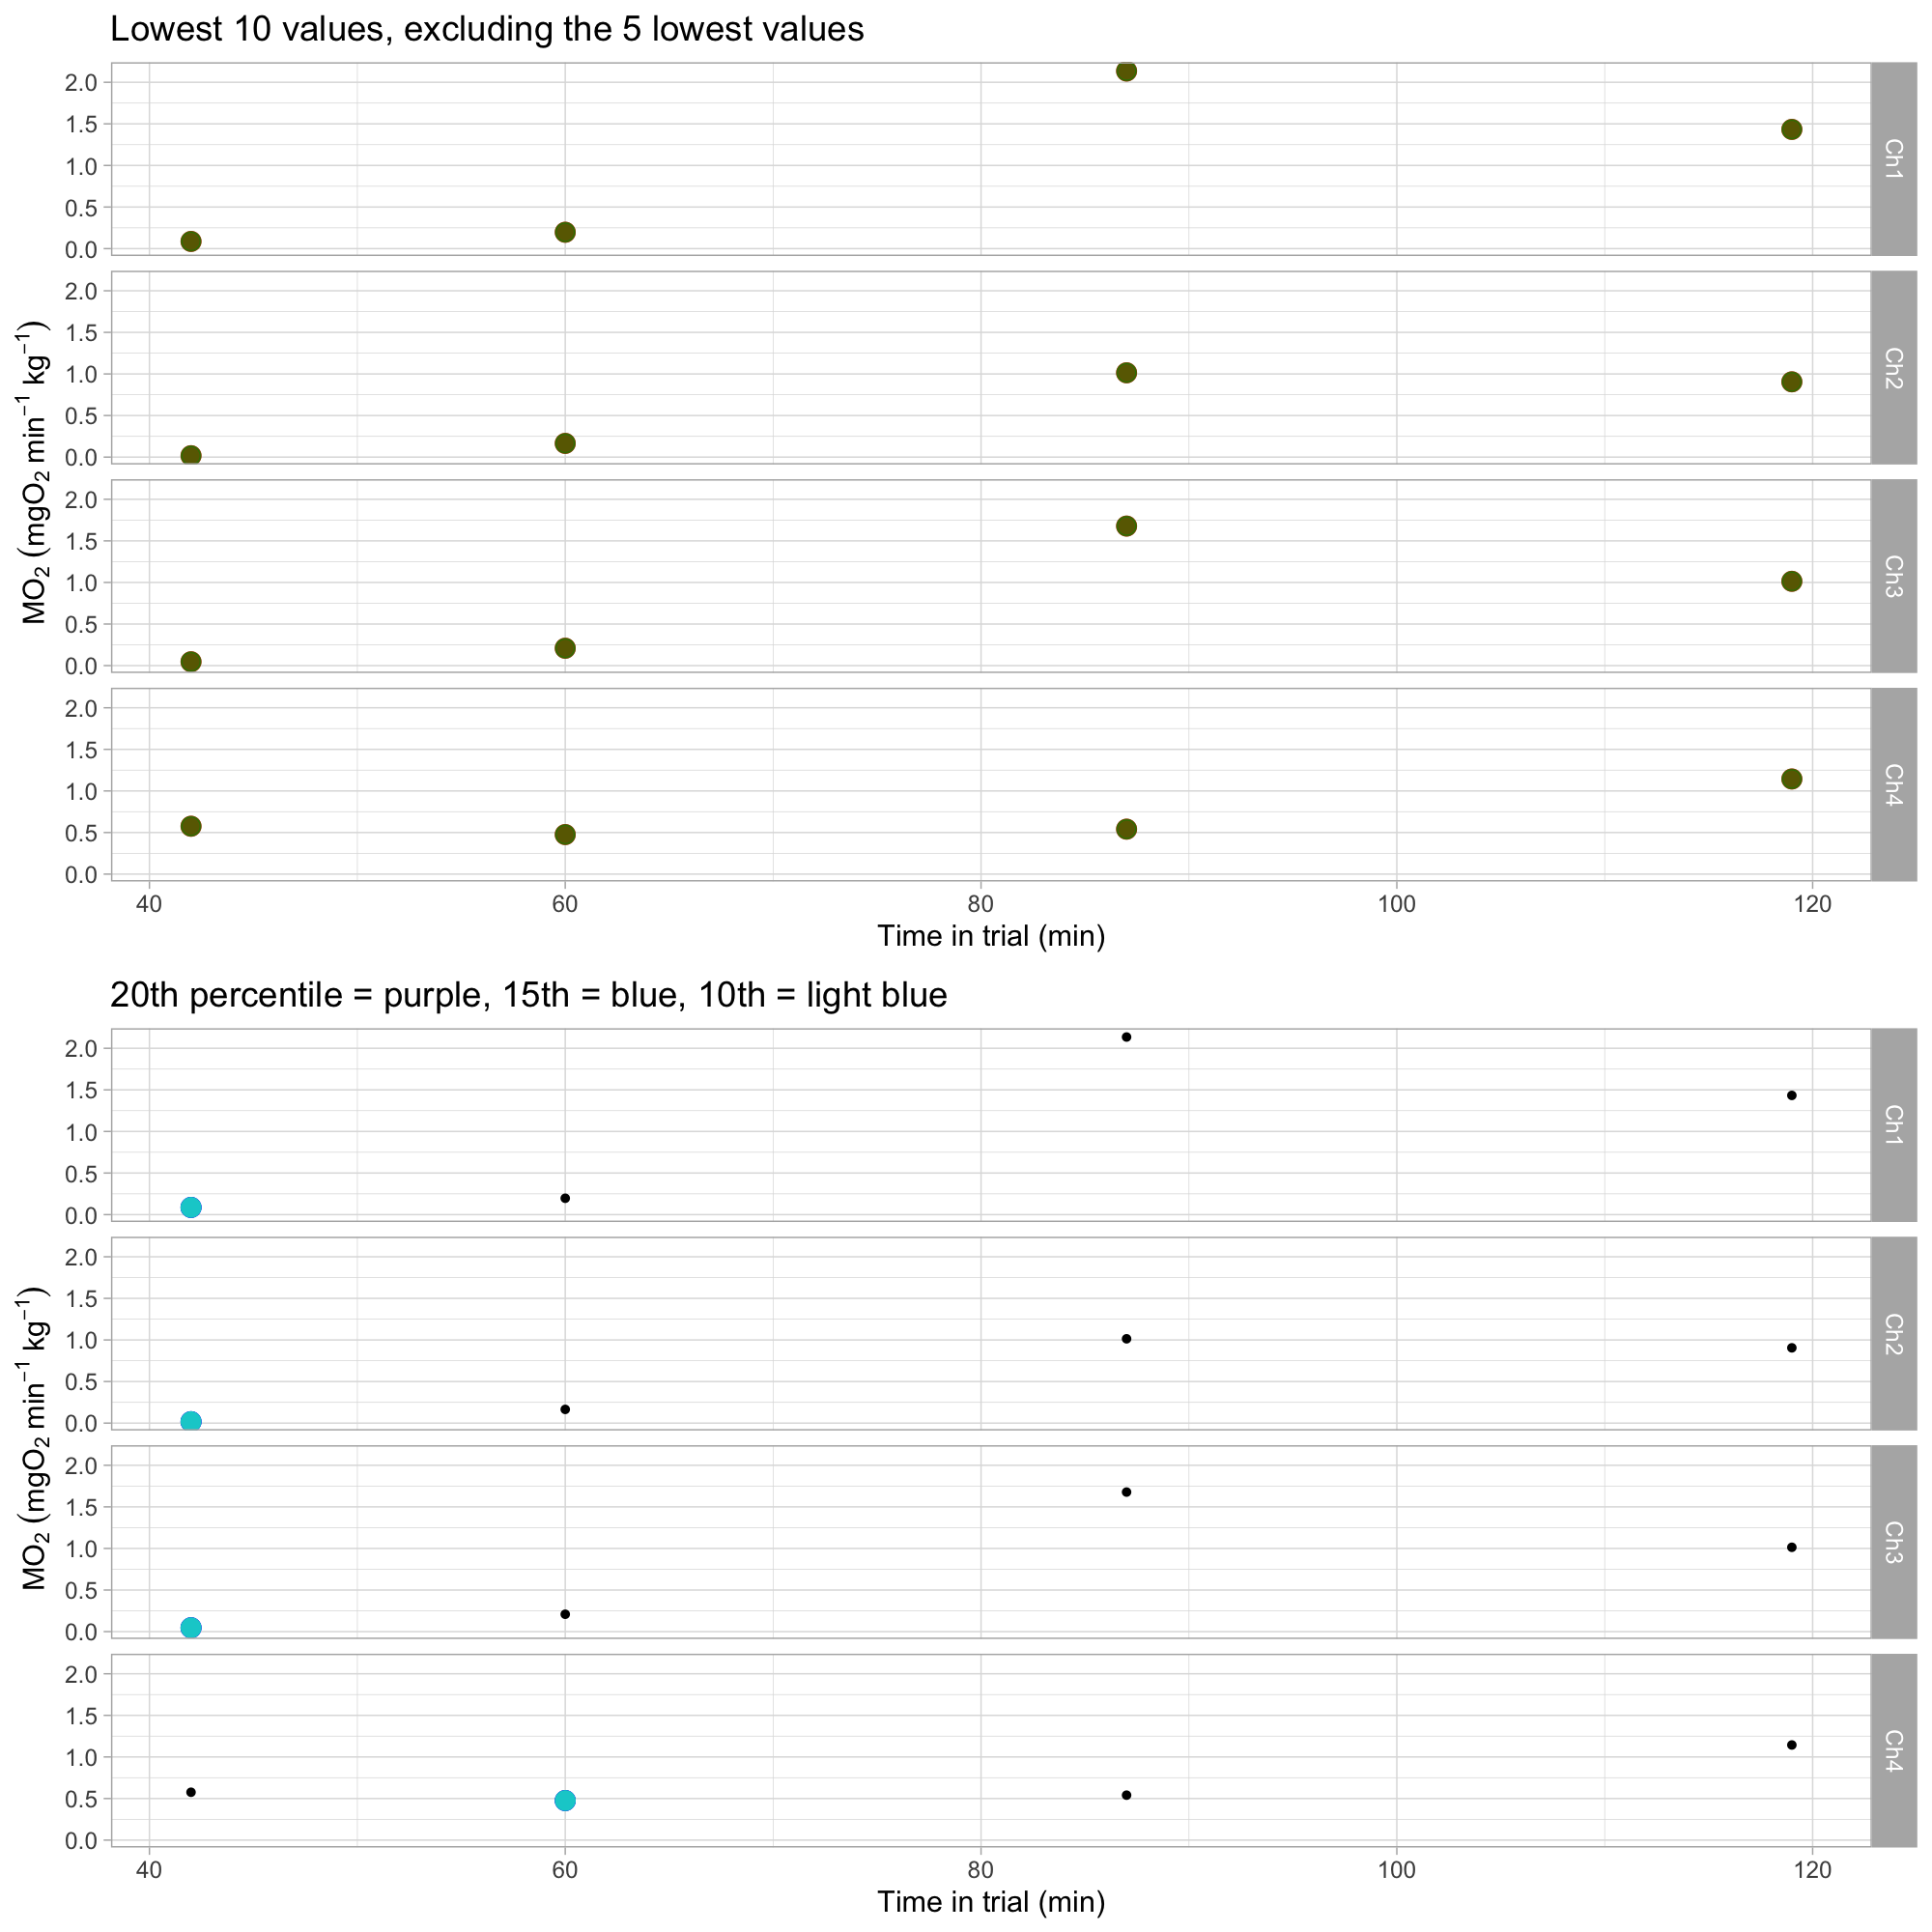 Lowest 10 values, excluding the 5 lowest values
MO₂ (mgO₂ min⁻¹ kg⁻¹)
2.0
1.5
1.0
0.5
0.0
Ch1
2.0
1.5
1.0
0.5
0.0
Ch2
2.0
1.5
1.0
0.5
0.0
Ch3
2.0
1.5
1.0
0.5
0.0
Ch4
40 60 80 100 120
Time in trial (min)
20th percentile = purple, 15th = blue, 10th = light blue
MO₂ (mgO₂ min⁻¹ kg⁻¹)
2.0
1.5
1.0
0.5
0.0
Ch1
2.0
1.5
1.0
0.5
0.0
Ch2
2.0
1.5
1.0
0.5
0.0
Ch3
2.0
1.5
1.0
0.5
0.0
Ch4
40 60 80 100 120
Time in trial (min)